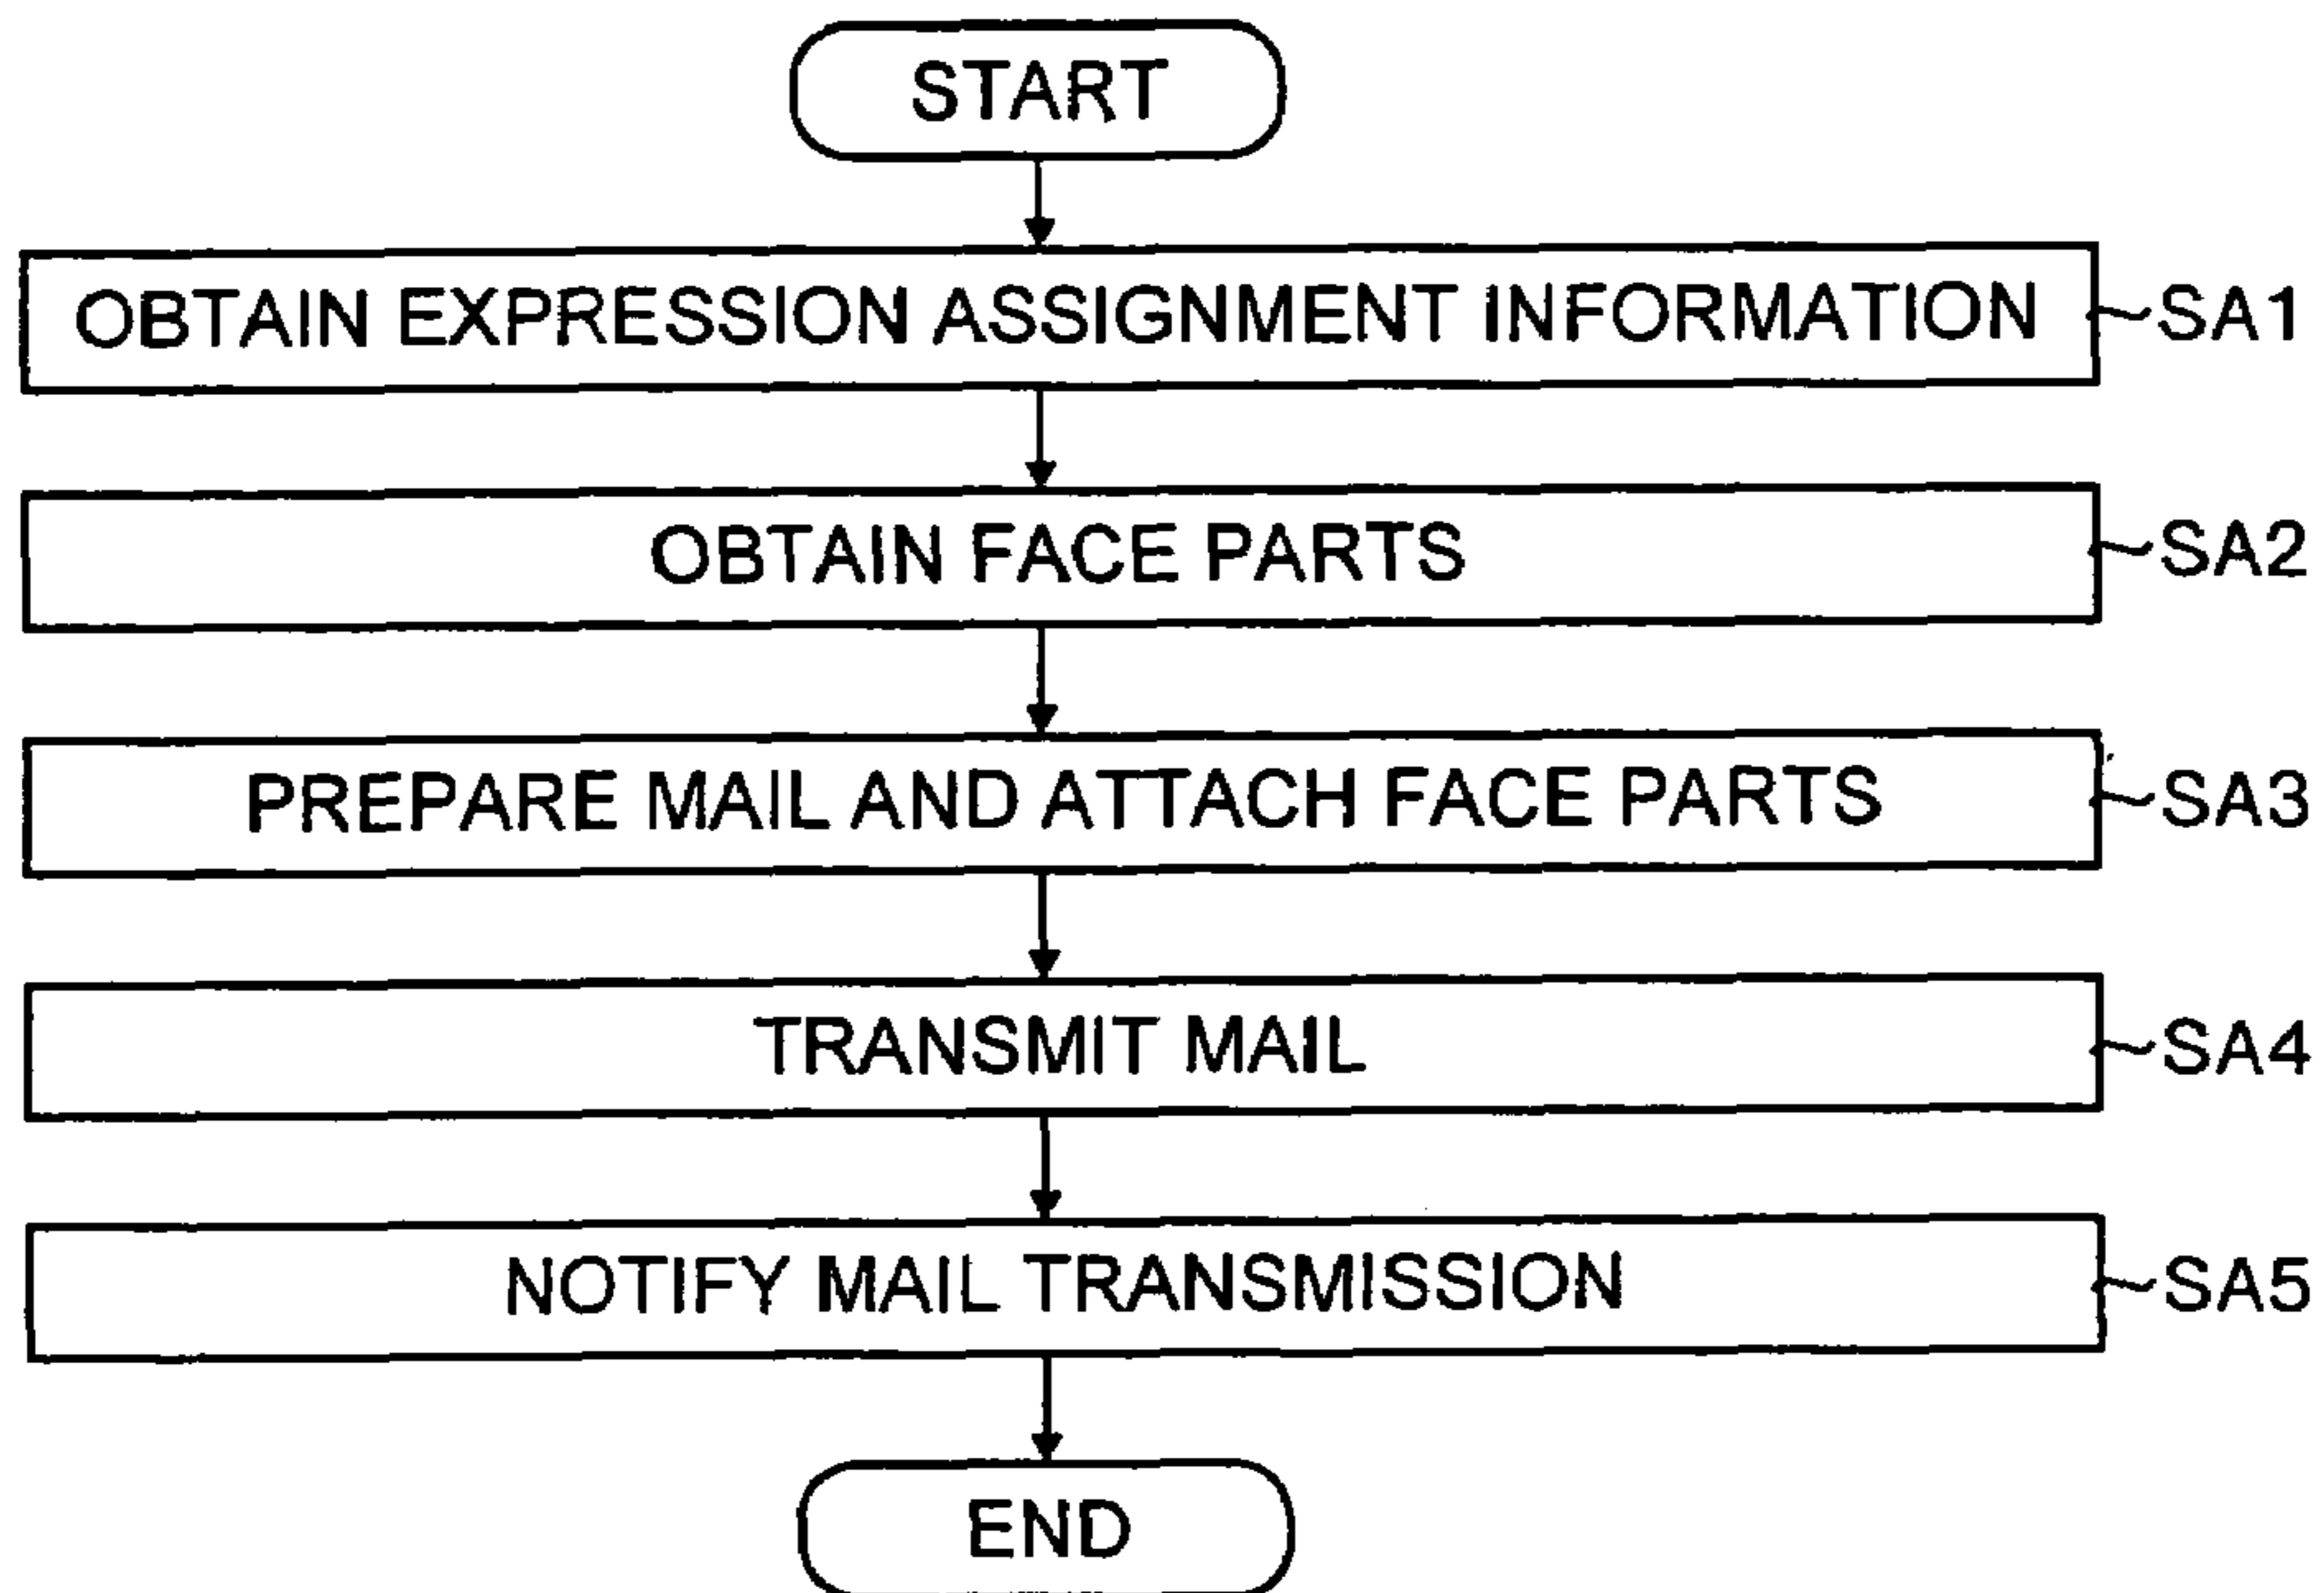 START
OBTAIN EXPRESSION ASSIGNMENT INFORMATION SA1
OBTAIN FACE PARTS SA2
PREPARE MAIL AND ATTACH FACE PARTS SA3
TRANSMIT MAIL SA4
NOTIFY MAIL TRANSMISSION SA5
END